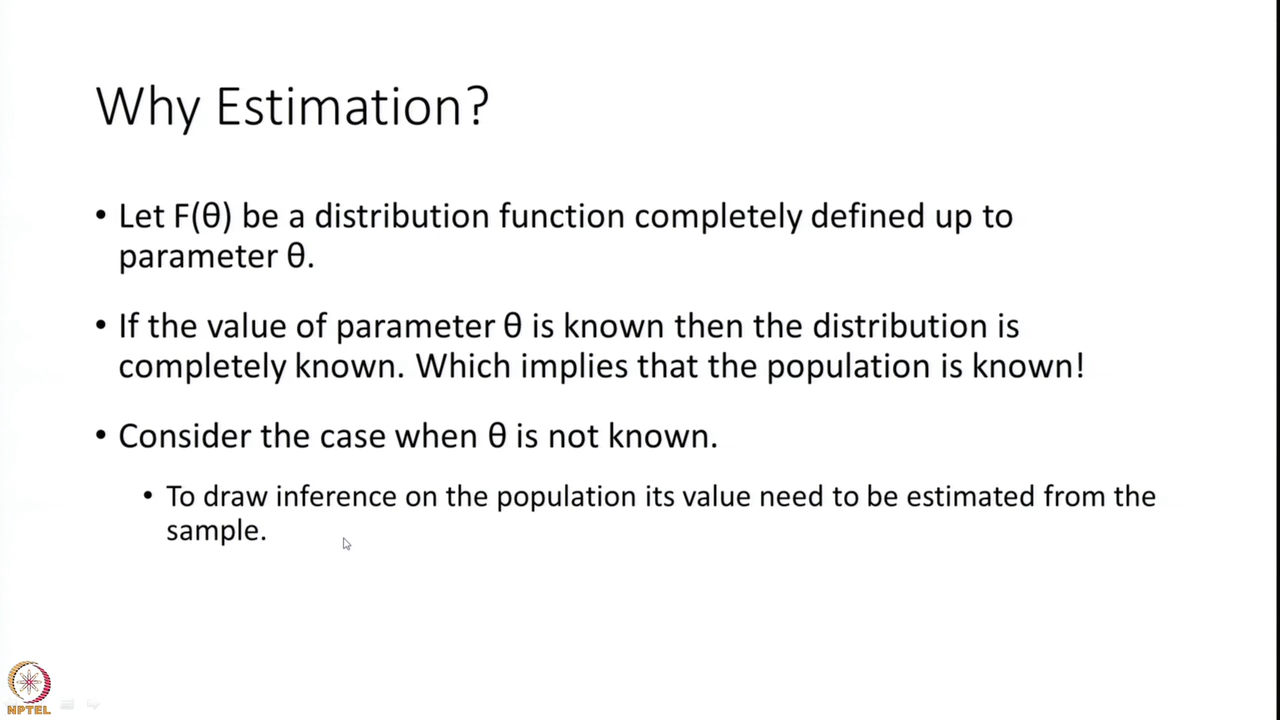 Why Estimation?
• Let F(θ) be a distribution function completely defined up to
parameter θ.
• If the value of parameter θ is known then the distribution is
completely known. Which implies that the population is known!
• Consider the case when θ is not known.
• To draw inference on the population its value need to be estimated from the
sample.
NPTEL